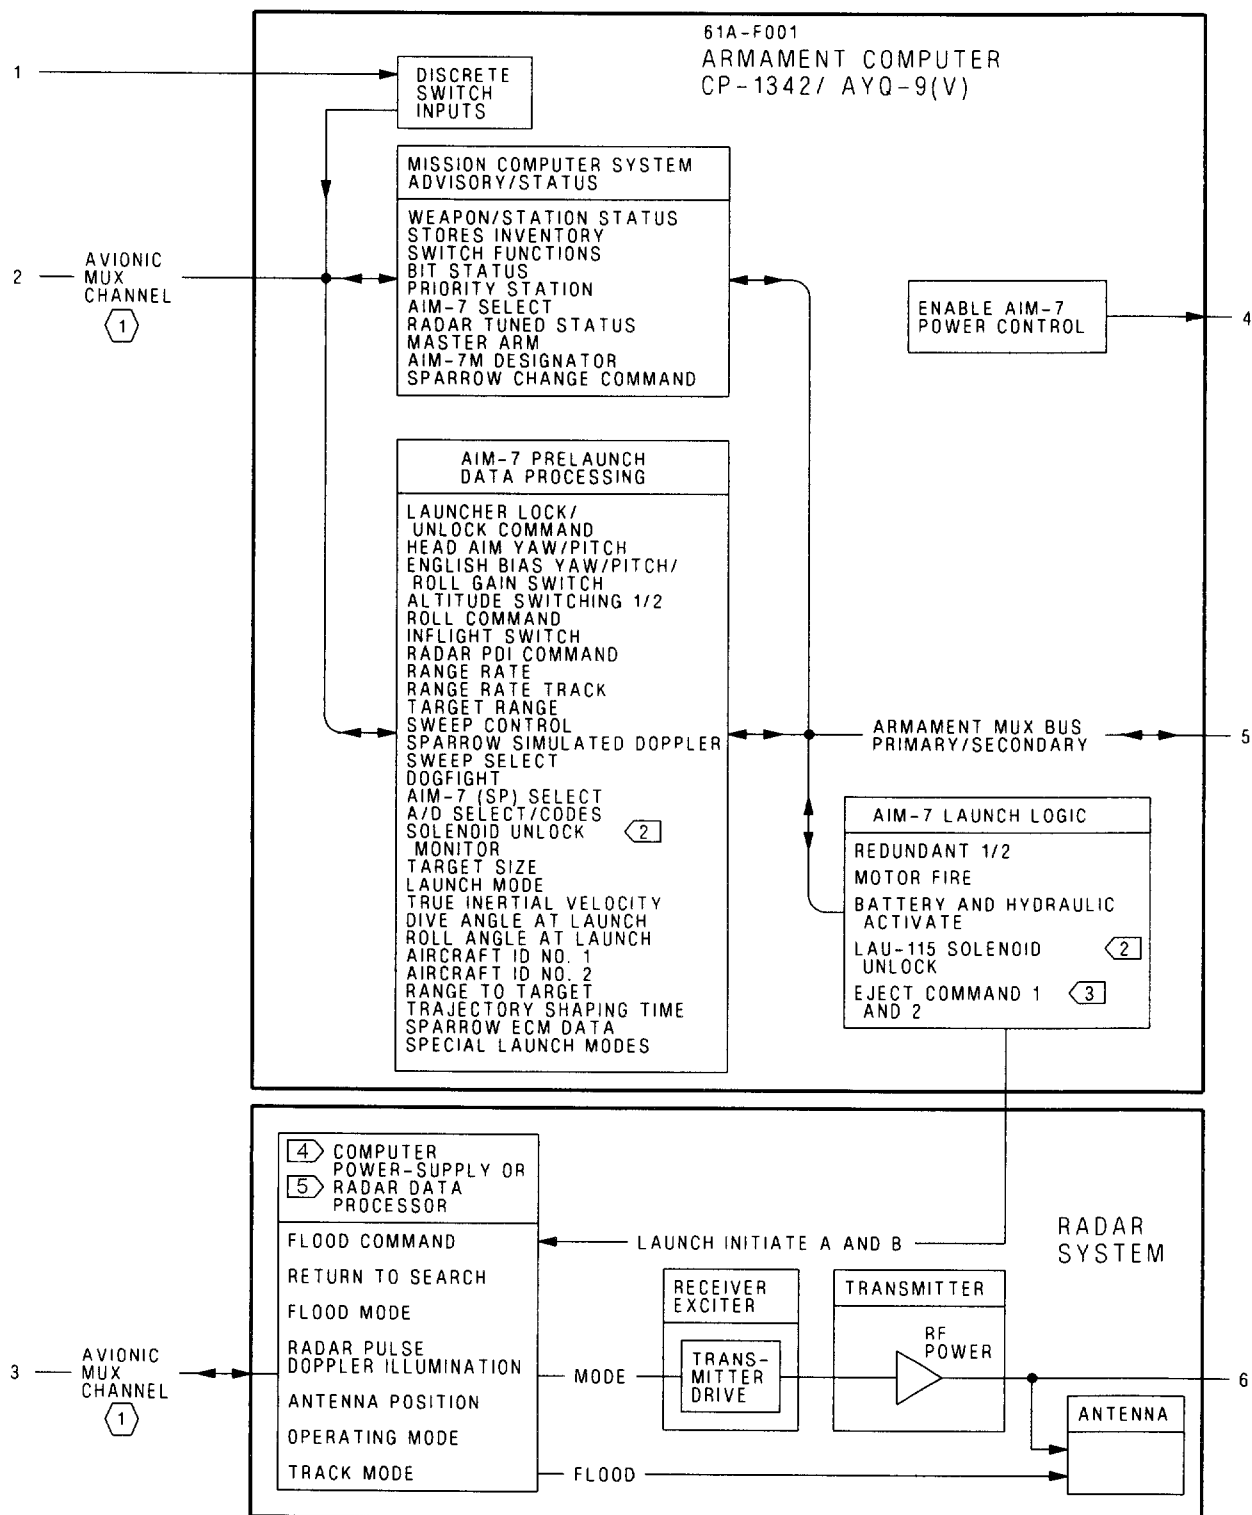 61A-F001
ARMAMENT COMPUTER
CP-1342/ AYQ-9(V)
1
DISCRETE
SWITCH
INPUTS
MISSION COMPUTER SYSTEM
ADVISORY/STATUS
WEAPON/STATION STATUS
STORES INVENTORY
SWITCH FUNCTIONS
BIT STATUS
PRIORITY STATION
AIM-7 SELECT
RADAR TUNED STATUS
MASTER ARM
AIM-7M DESIGNATOR
SPARROW CHANGE COMMAND
2
AVIONIC
MUX
CHANNEL
1
ENABLE AIM-7
POWER CONTROL
4
AIM-7 PRELAUNCH
DATA PROCESSING
LAUNCHER LOCK/
UNLOCK COMMAND
HEAD AIM YAW/PITCH
ENGLISH BIAS YAW/PITCH/
ROLL GAIN SWITCH
ALTITUDE SWITCHING 1/2
ROLL COMMAND
INFLIGHT SWITCH
RADAR PDI COMMAND
RANGE RATE
RANGE RATE TRACK
TARGET RANGE
SWEEP CONTROL
SPARROW SIMULATED DOPPLER
SWEEP SELECT
DOGFIGHT
AIM-7 (SP) SELECT
A/D SELECT/CODES
SOLENOID UNLOCK 2
MONITOR
TARGET SIZE
LAUNCH MODE
TRUE INERTIAL VELOCITY
DIVE ANGLE AT LAUNCH
ROLL ANGLE AT LAUNCH
AIRCRAFT ID NO. 1
AIRCRAFT ID NO. 2
RANGE TO TARGET
TRAJECTORY SHAPING TIME
SPARROW ECM DATA
SPECIAL LAUNCH MODES
ARMAMENT MUX BUS
PRIMARY/SECONDARY
5
AIM-7 LAUNCH LOGIC
REDUNDANT 1/2
MOTOR FIRE
BATTERY AND HYDRAULIC
ACTIVATE
LAU-115 SOLENOID 2
UNLOCK
EJECT COMMAND 1 3
AND 2
4 COMPUTER
POWER-SUPPLY OR
5 RADAR DATA
PROCESSOR
FLOOD COMMAND
RETURN TO SEARCH
FLOOD MODE
RADAR PULSE
DOPPLER ILLUMINATION
ANTENNA POSITION
OPERATING MODE
TRACK MODE
LAUNCH INITIATE A AND B
RADAR
SYSTEM
RECEIVER
EXCITER
TRANS-
MITTER
DRIVE
TRANSMITTER
RF
POWER
3
AVIONIC
MUX
CHANNEL
1
MODE
6
ANTENNA
FLOOD